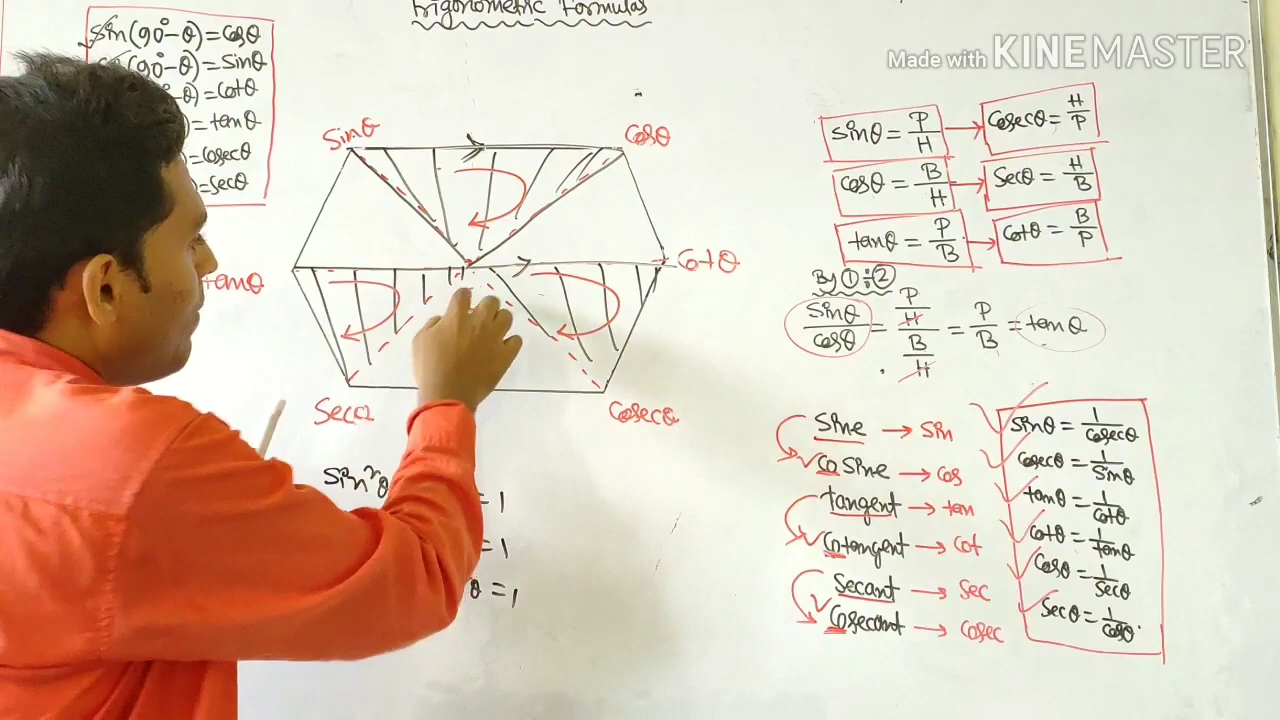 Trigonometric Formulas
Made with KINEMASTER
Sin(90°-θ)=Cosθ
(90°-θ)=Sinθ
-θ)=Cotθ
)=tanθ
=Cosecθ
=Secθ
Sinθ
Cosθ
tanθ
Cotθ
Secθ
Cosecθ
Sin²θ =1
=1
θ=1
Sinθ = P/H → Cosecθ = H/P
Cosθ = B/H → Secθ = H/B
tanθ = P/B → Cotθ = B/P
By ① ÷ ②
Sinθ/Cosθ = (P/H)/(B/H) = P/B = tanθ
Sine → Sin
CoSine → Cos
tangent → tan
Cotangent → Cot
Secant → Sec
Cosecant → Cosec
Sinθ = 1/Cosecθ
Cosecθ = 1/Sinθ
tanθ = 1/Cotθ
Cotθ = 1/tanθ
Cosθ = 1/Secθ
Secθ = 1/Cosθ